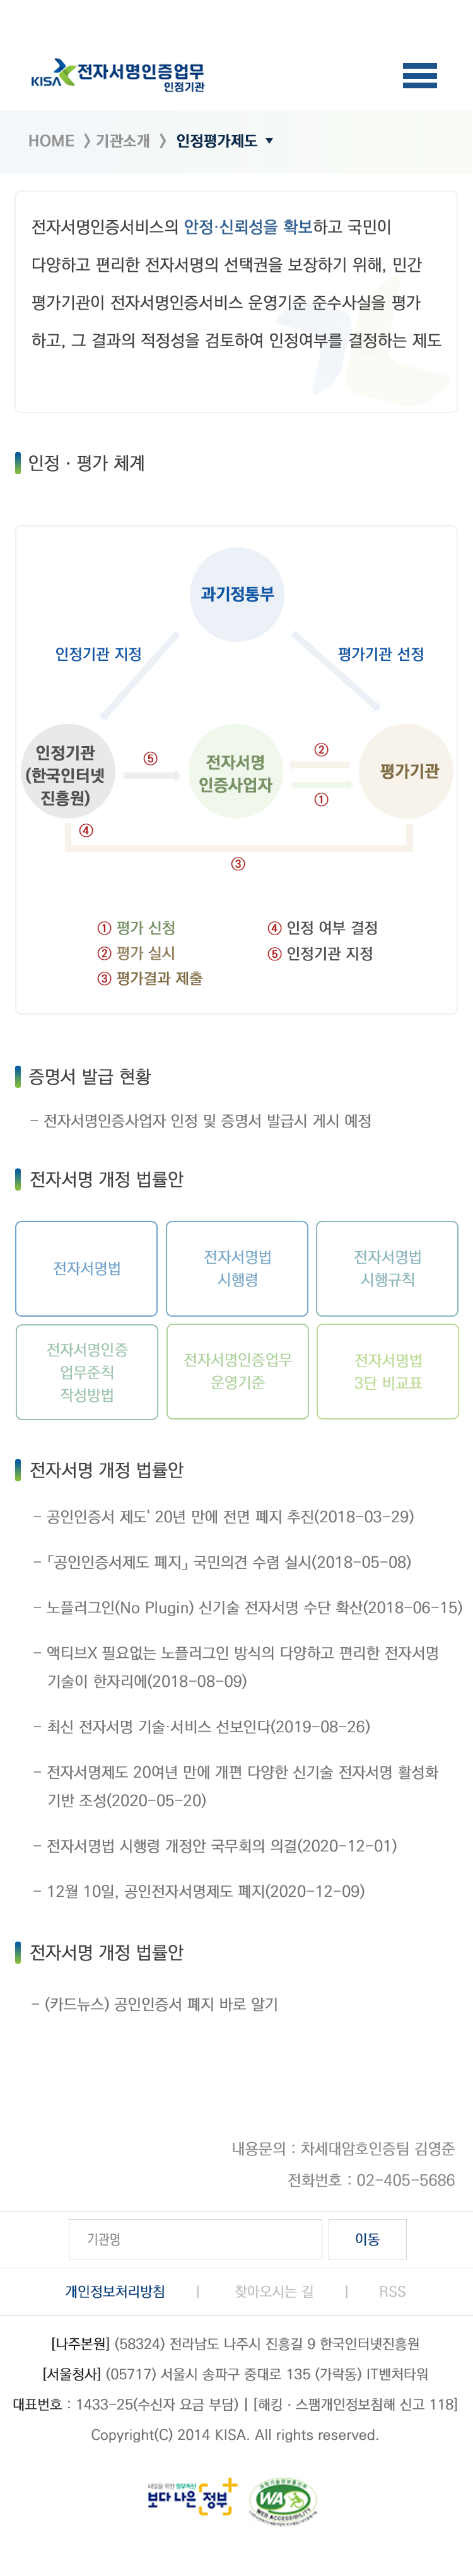 KISA 전자서명인증업무
인정기관
HOME > 기관소개 > 인정평가제도 ▼
전자서명인증서비스의 안정·신뢰성을 확보하고 국민이
다양하고 편리한 전자서명의 선택권을 보장하기 위해, 민간
평가기관이 전자서명인증서비스 운영기준 준수사실을 평가
하고, 그 결과의 적정성을 검토하여 인정여부를 결정하는 제도
인정 · 평가 체계
과기정통부
인정기관 지정
평가기관 선정
인정기관
(한국인터넷
진흥원)
⑤
전자서명
인증사업자
②
①
평가기관
④
③
① 평가 신청
② 평가 실시
③ 평가결과 제출
④ 인정 여부 결정
⑤ 인정기관 지정
증명서 발급 현황
- 전자서명인증사업자 인정 및 증명서 발급시 게시 예정
전자서명 개정 법률안
전자서명법
전자서명법
시행령
전자서명법
시행규칙
전자서명인증
업무준칙
작성방법
전자서명인증업무
운영기준
전자서명법
3단 비교표
전자서명 개정 법률안
- 공인인증서 제도' 20년 만에 전면 폐지 추진(2018-03-29)
- 「공인인증서제도 폐지」 국민의견 수렴 실시(2018-05-08)
- 노플러그인(No Plugin) 신기술 전자서명 수단 확산(2018-06-15)
- 액티브X 필요없는 노플러그인 방식의 다양하고 편리한 전자서명
기술이 한자리에(2018-08-09)
- 최신 전자서명 기술·서비스 선보인다(2019-08-26)
- 전자서명제도 20여년 만에 개편 다양한 신기술 전자서명 활성화
기반 조성(2020-05-20)
- 전자서명법 시행령 개정안 국무회의 의결(2020-12-01)
- 12월 10일, 공인전자서명제도 폐지(2020-12-09)
전자서명 개정 법률안
- (카드뉴스) 공인인증서 폐지 바로 알기
내용문의 : 차세대암호인증팀 김영준
전화번호 : 02-405-5686
기관명
이동
개인정보처리방침 | 찾아오시는 길 | RSS
[나주본원] (58324) 전라남도 나주시 진흥길 9 한국인터넷진흥원
[서울청사] (05717) 서울시 송파구 중대로 135 (가락동) IT벤처타워
대표번호 : 1433-25(수신자 요금 부담) | [해킹 · 스팸개인정보침해 신고 118]
Copyright(C) 2014 KISA. All rights reserved.
내일을 위한 정부혁신
보다 나은 정부
과학기술정보통신부
WA
WEB ACCESSIBILITY